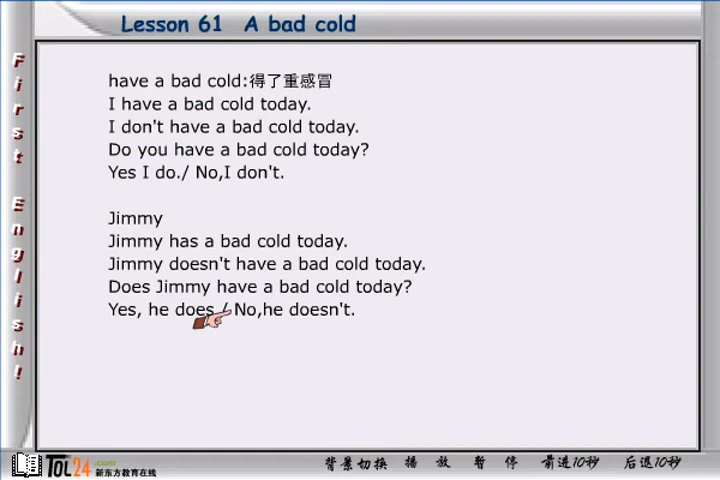 Lesson 61 A bad cold
First English!
have a bad cold:得了重感冒
I have a bad cold today.
I don't have a bad cold today.
Do you have a bad cold today?
Yes I do./ No,I don't.
Jimmy
Jimmy has a bad cold today.
Jimmy doesn't have a bad cold today.
Does Jimmy have a bad cold today?
Yes, he does / No,he doesn't.
TOL24.com
新东方教育在线
背景切换 播放 暂停 前进10秒 后退10秒